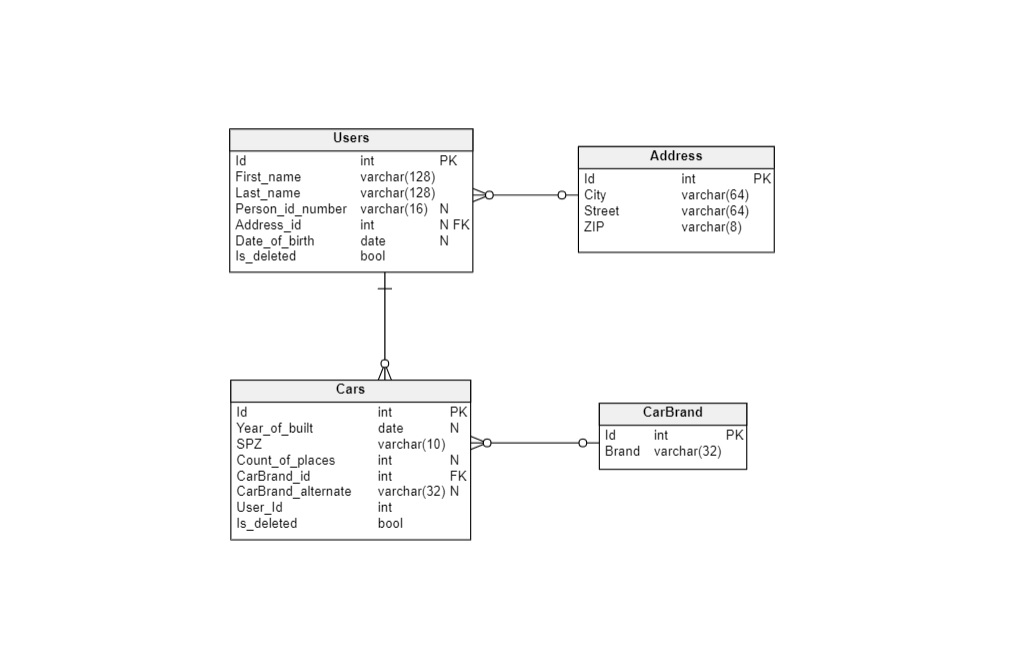 Users
Id int PK
First_name varchar(128)
Last_name varchar(128)
Person_id_number varchar(16) N
Address_id int N FK
Date_of_birth date N
Is_deleted bool
Address
Id int PK
City varchar(64)
Street varchar(64)
ZIP varchar(8)
Cars
Id int PK
Year_of_built date N
SPZ varchar(10)
Count_of_places int N
CarBrand_id int FK
CarBrand_alternate varchar(32) N
User_Id int
Is_deleted bool
CarBrand
Id int PK
Brand varchar(32)